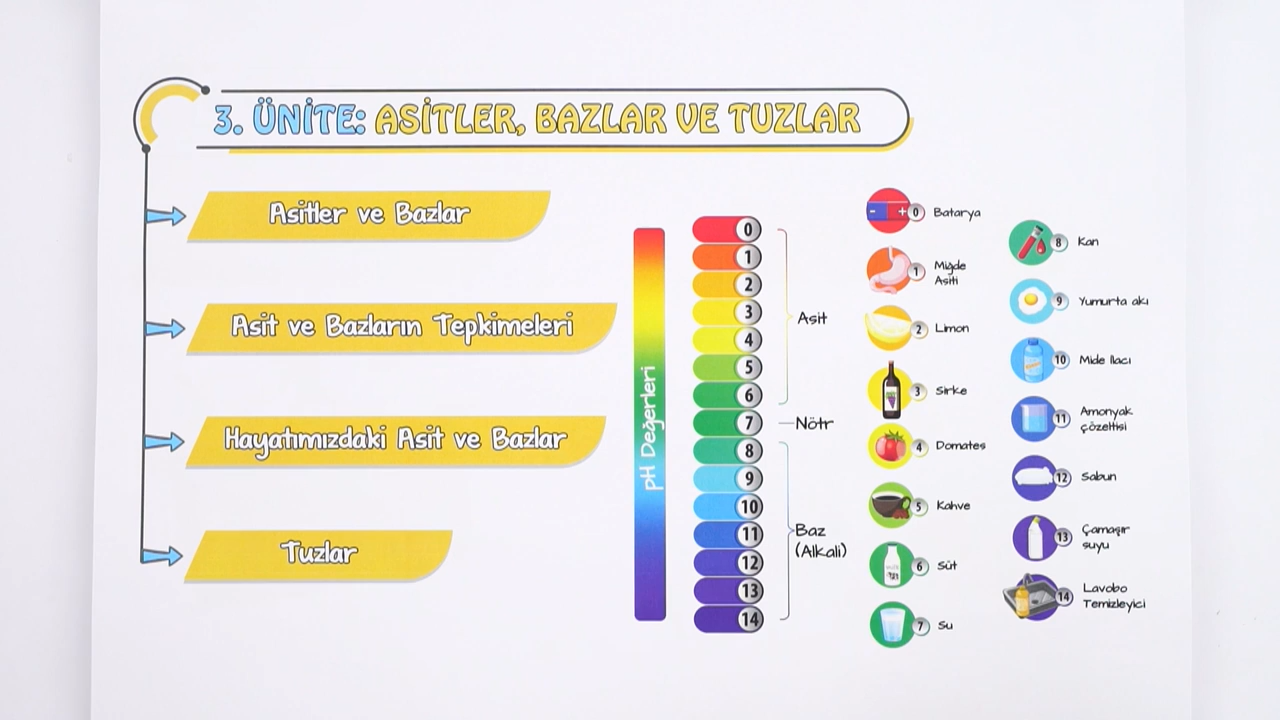 3. ÜNİTE: ASİTLER, BAZLAR VE TUZLAR
Asitler ve Bazlar
Asit ve Bazların Tepkimeleri
Hayatımızdaki Asit ve Bazlar
Tuzlar
pH Değerleri
0
1
2
3
4
5
6
7
8
9
10
11
12
13
14
Asit
Nötr
Baz
(Alkali)
- + 0 Batarya
1 Miğde
Asiti
2 Limon
3 Sirke
4 Domates
5 Kahve
6 Süt
7 Su
8 Kan
9 Yumurta akı
10 Mide İlacı
11 Amonyak
çözeltisi
12 Sabun
13 Çamaşır
suyu
14 Lavobo
Temizleyici